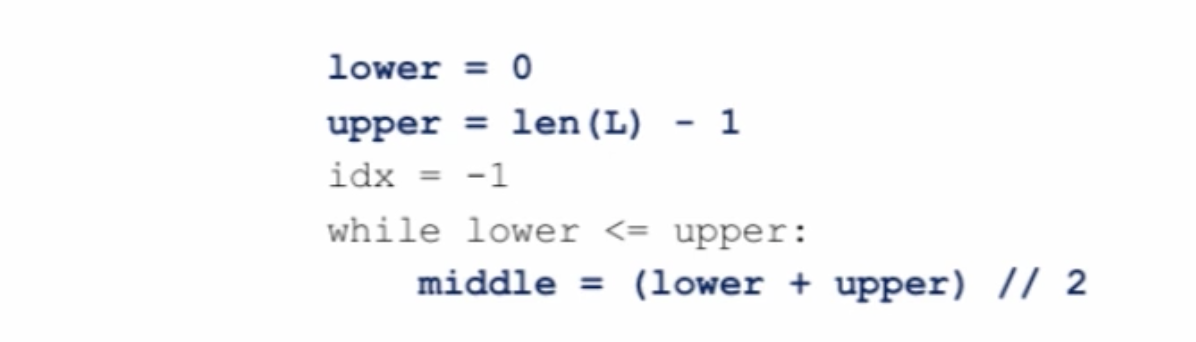 lower = 0
upper = len(L) - 1
idx = -1
while lower <= upper:
    middle = (lower + upper) // 2